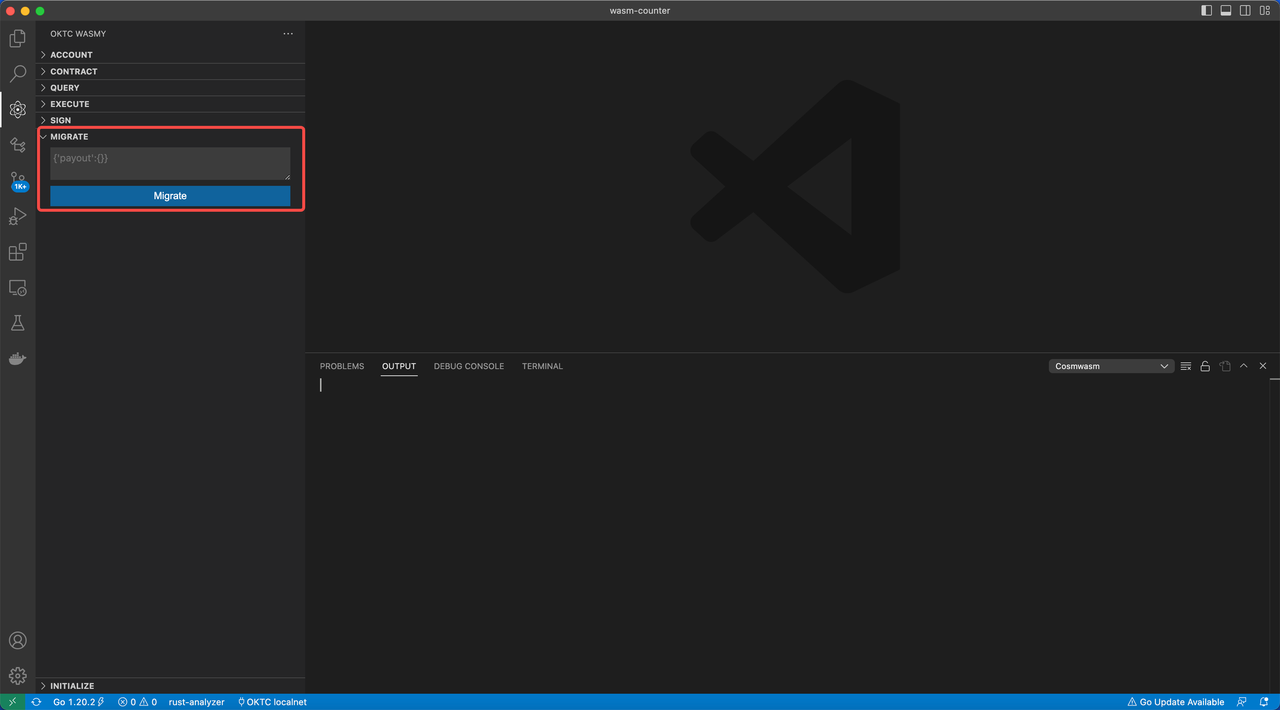 wasm-counter
OKTC WASMY
ACCOUNT
CONTRACT
QUERY
EXECUTE
SIGN
MIGRATE
{'payout':{}}
Migrate
1K+
PROBLEMS OUTPUT DEBUG CONSOLE TERMINAL Cosmwasm
INITIALIZE
Go 1.20.2 0 0 rust-analyzer OKTC localnet Go Update Available